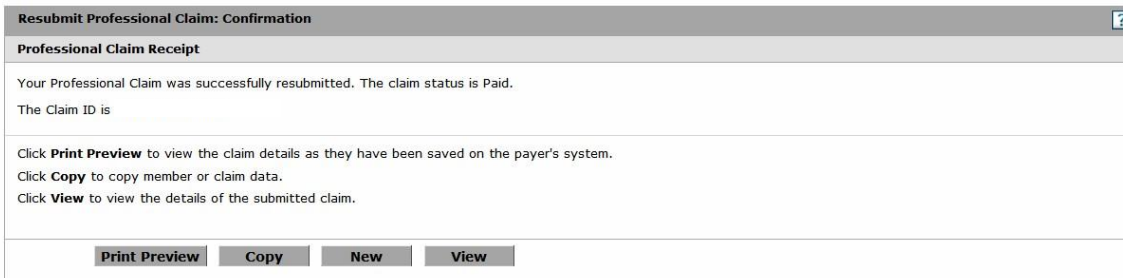 Resubmit Professional Claim: Confirmation
?
Professional Claim Receipt
Your Professional Claim was successfully resubmitted. The claim status is Paid.
The Claim ID is
Click Print Preview to view the claim details as they have been saved on the payer's system.
Click Copy to copy member or claim data.
Click View to view the details of the submitted claim.
Print Preview Copy New View